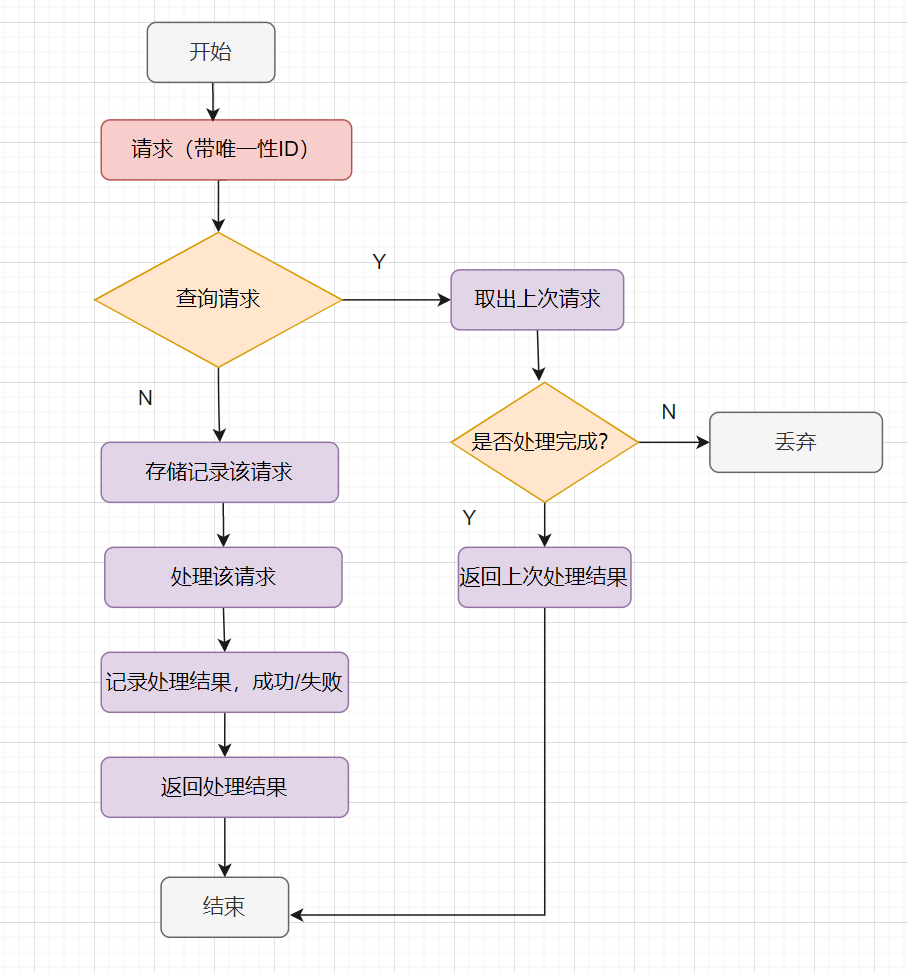 开始
请求（带唯一性ID）
查询请求
Y
取出上次请求
N
是否处理完成?
N
丢弃
存储记录该请求
Y
处理该请求
返回上次处理结果
记录处理结果，成功/失败
返回处理结果
结束